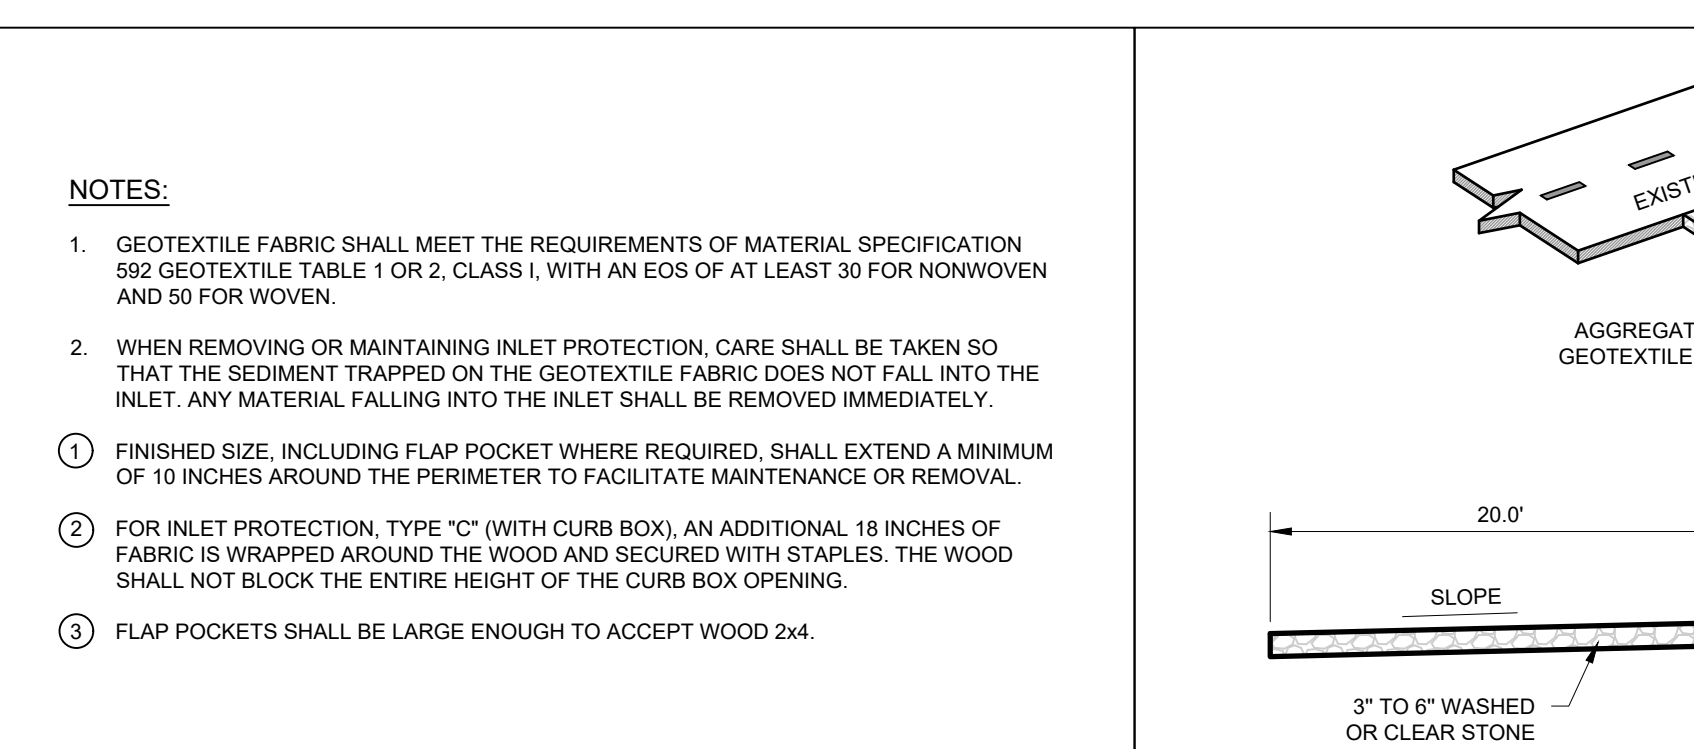 NOTES:
1. GEOTEXTILE FABRIC SHALL MEET THE REQUIREMENTS OF MATERIAL SPECIFICATION
592 GEOTEXTILE TABLE 1 OR 2, CLASS I, WITH AN EOS OF AT LEAST 30 FOR NONWOVEN
AND 50 FOR WOVEN.
2. WHEN REMOVING OR MAINTAINING INLET PROTECTION, CARE SHALL BE TAKEN SO
THAT THE SEDIMENT TRAPPED ON THE GEOTEXTILE FABRIC DOES NOT FALL INTO THE
INLET. ANY MATERIAL FALLING INTO THE INLET SHALL BE REMOVED IMMEDIATELY.
1 FINISHED SIZE, INCLUDING FLAP POCKET WHERE REQUIRED, SHALL EXTEND A MINIMUM
OF 10 INCHES AROUND THE PERIMETER TO FACILITATE MAINTENANCE OR REMOVAL.
2 FOR INLET PROTECTION, TYPE "C" (WITH CURB BOX), AN ADDITIONAL 18 INCHES OF
FABRIC IS WRAPPED AROUND THE WOOD AND SECURED WITH STAPLES. THE WOOD
SHALL NOT BLOCK THE ENTIRE HEIGHT OF THE CURB BOX OPENING.
3 FLAP POCKETS SHALL BE LARGE ENOUGH TO ACCEPT WOOD 2x4.
GEOTEXTILE
20.0'
SLOPE
3" TO 6" WASHED
OR CLEAR STONE